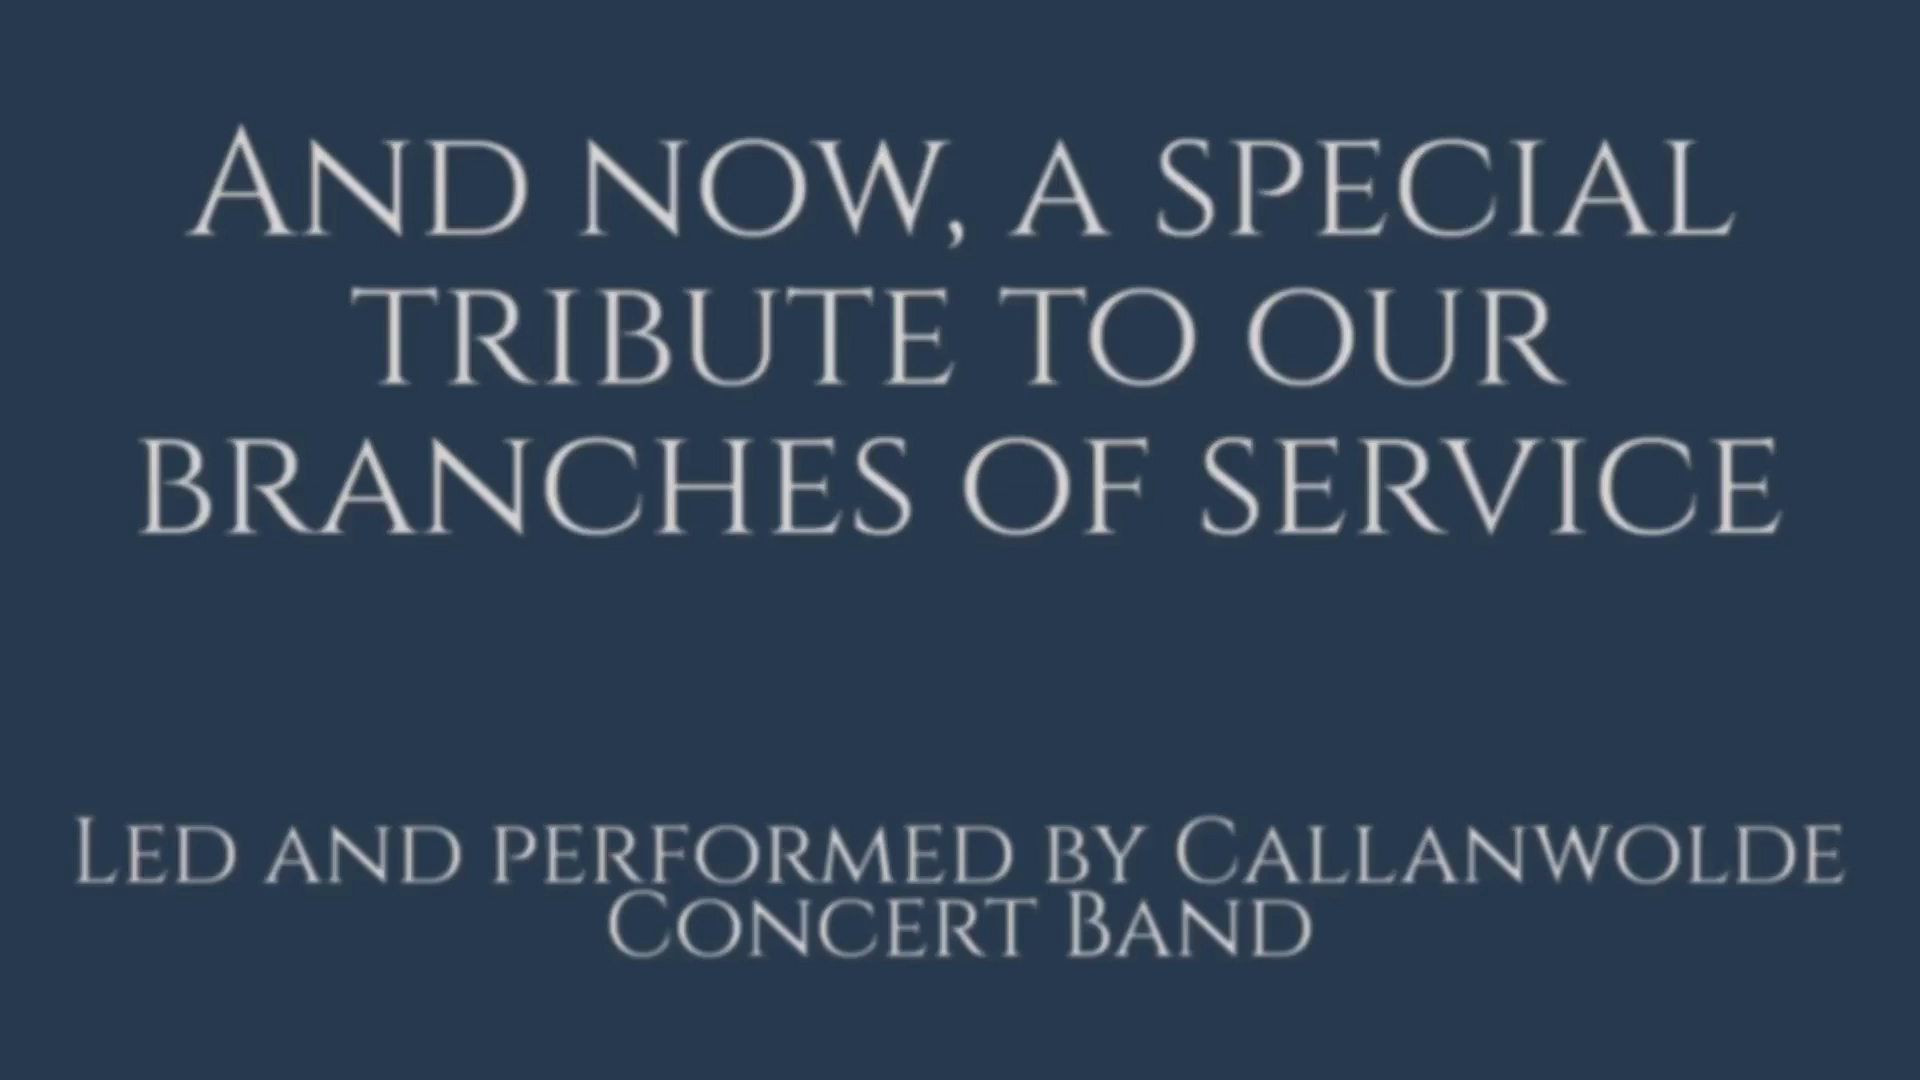 And now, a special
tribute to our
branches of service
Led and performed by Callanwolde
Concert Band